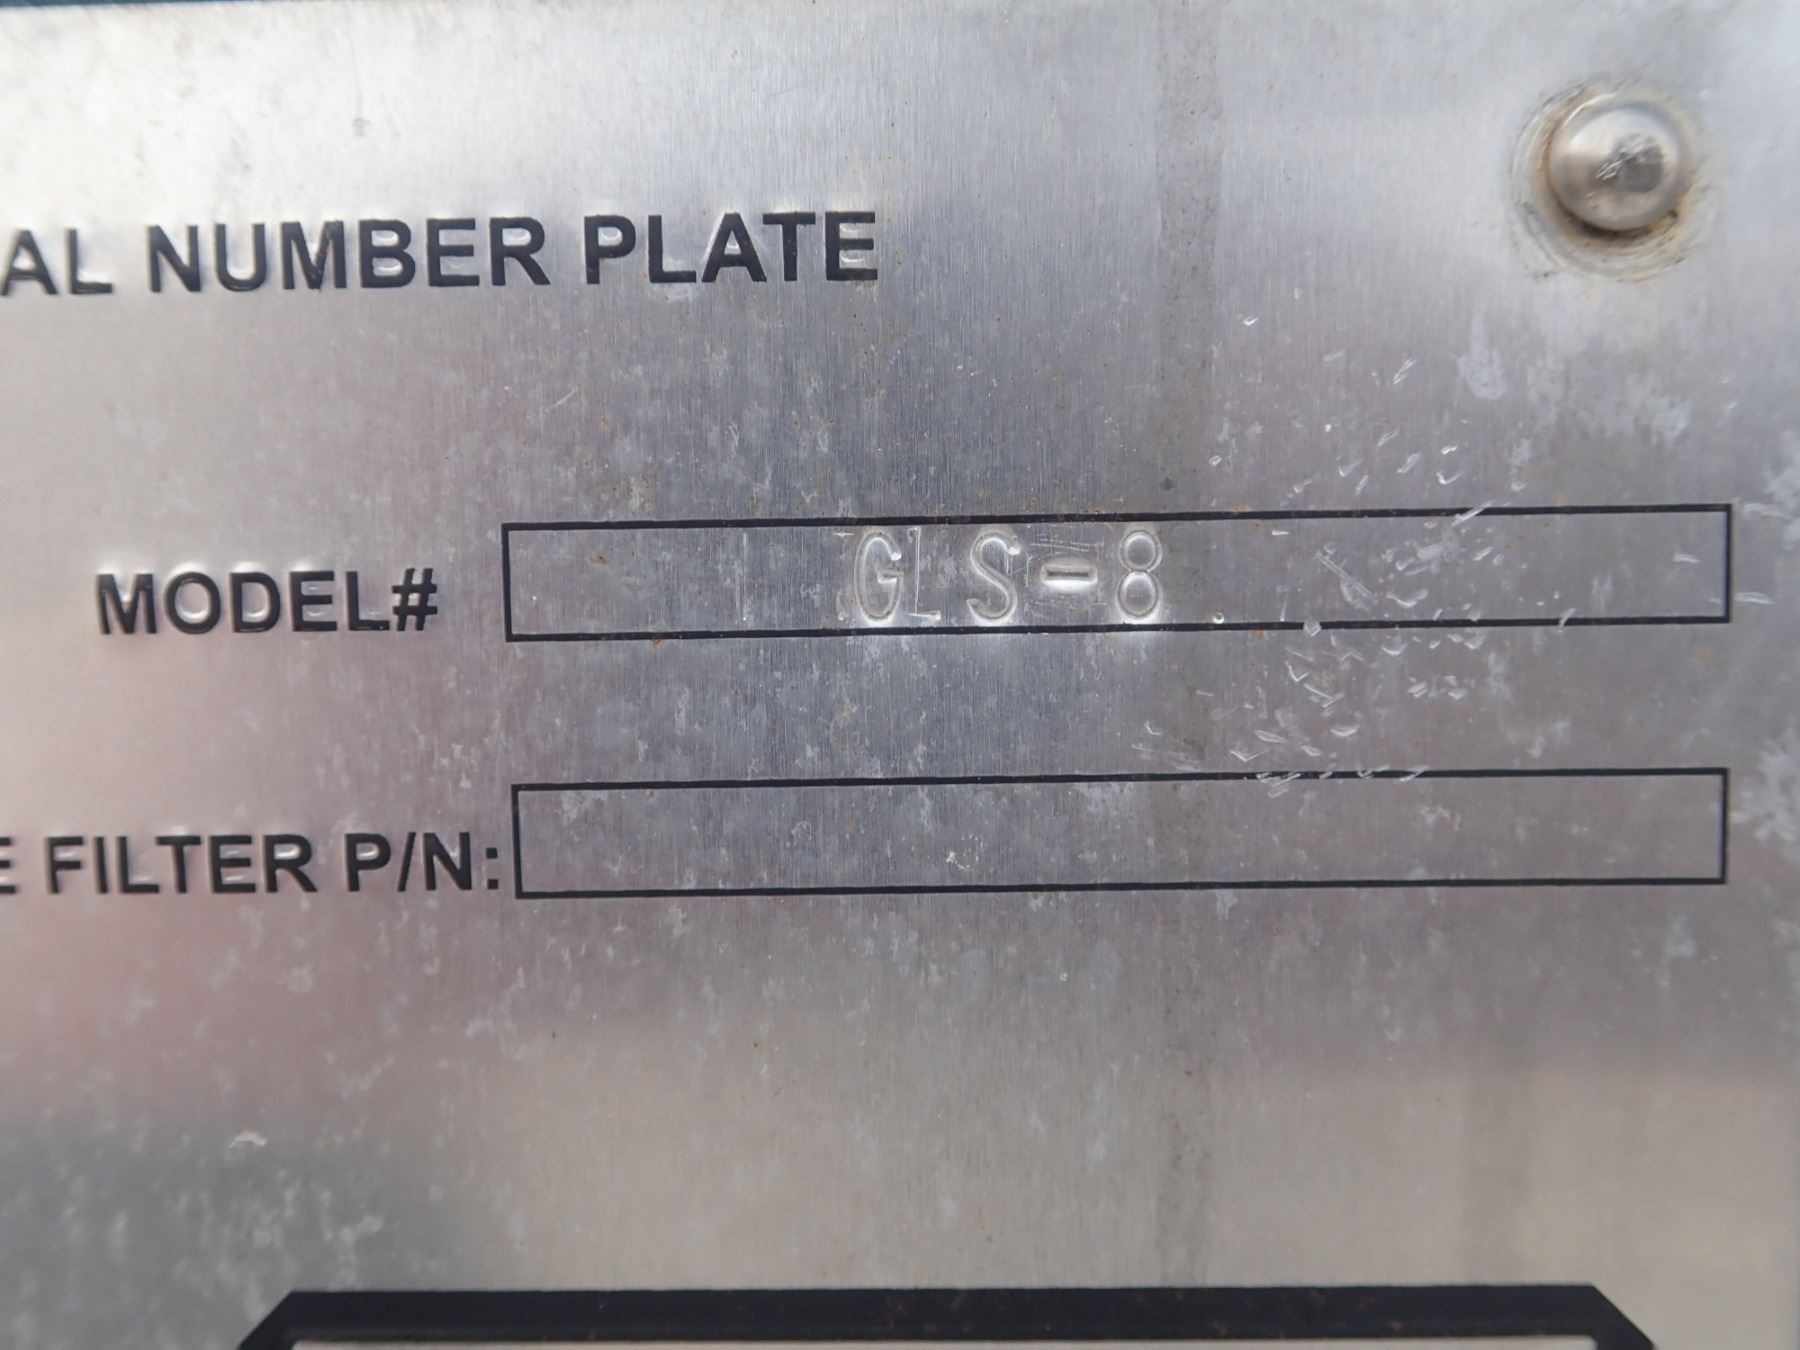 AL NUMBER PLATE
MODEL# GLS-8
E FILTER P/N: